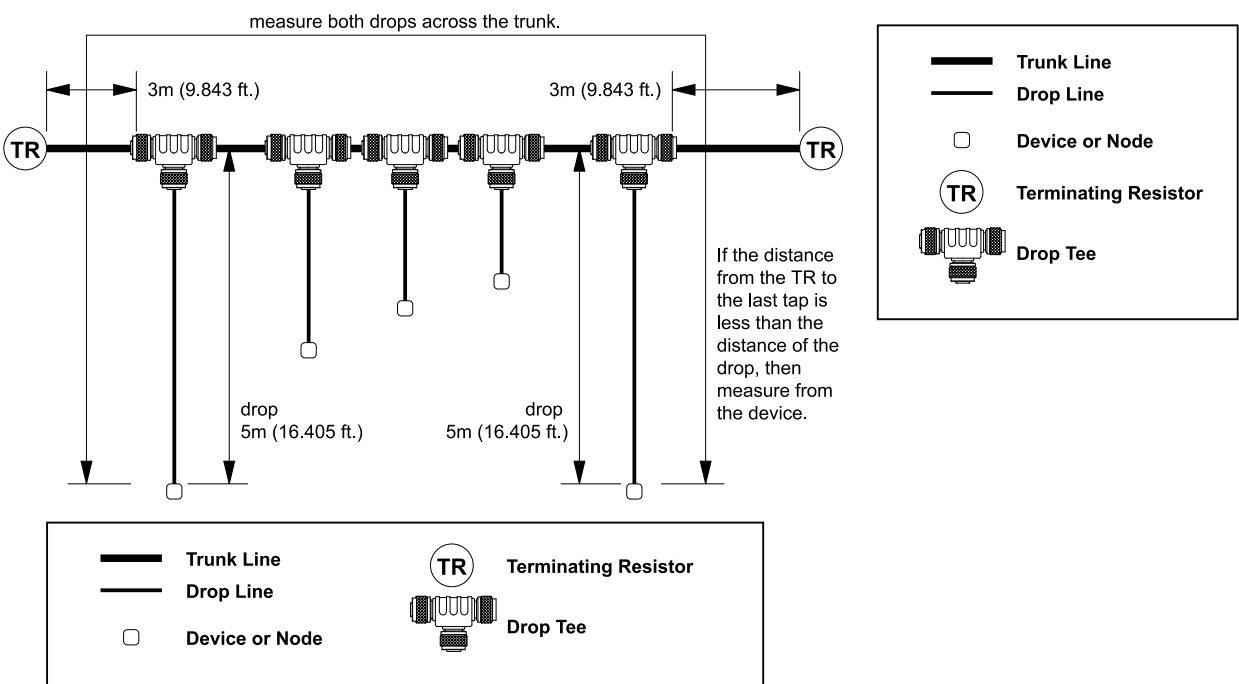 measure both drops across the trunk.
3m (9.843 ft.)
3m (9.843 ft.)
TR
TR
If the distance
from the TR to
the last tap is
less than the
distance of the
drop, then
measure from
the device.
drop
5m (16.405 ft.)
drop
5m (16.405 ft.)
Trunk Line
Drop Line
Device or Node
TR
Terminating Resistor
Drop Tee
Trunk Line
Drop Line
Device or Node
TR
Terminating Resistor
Drop Tee